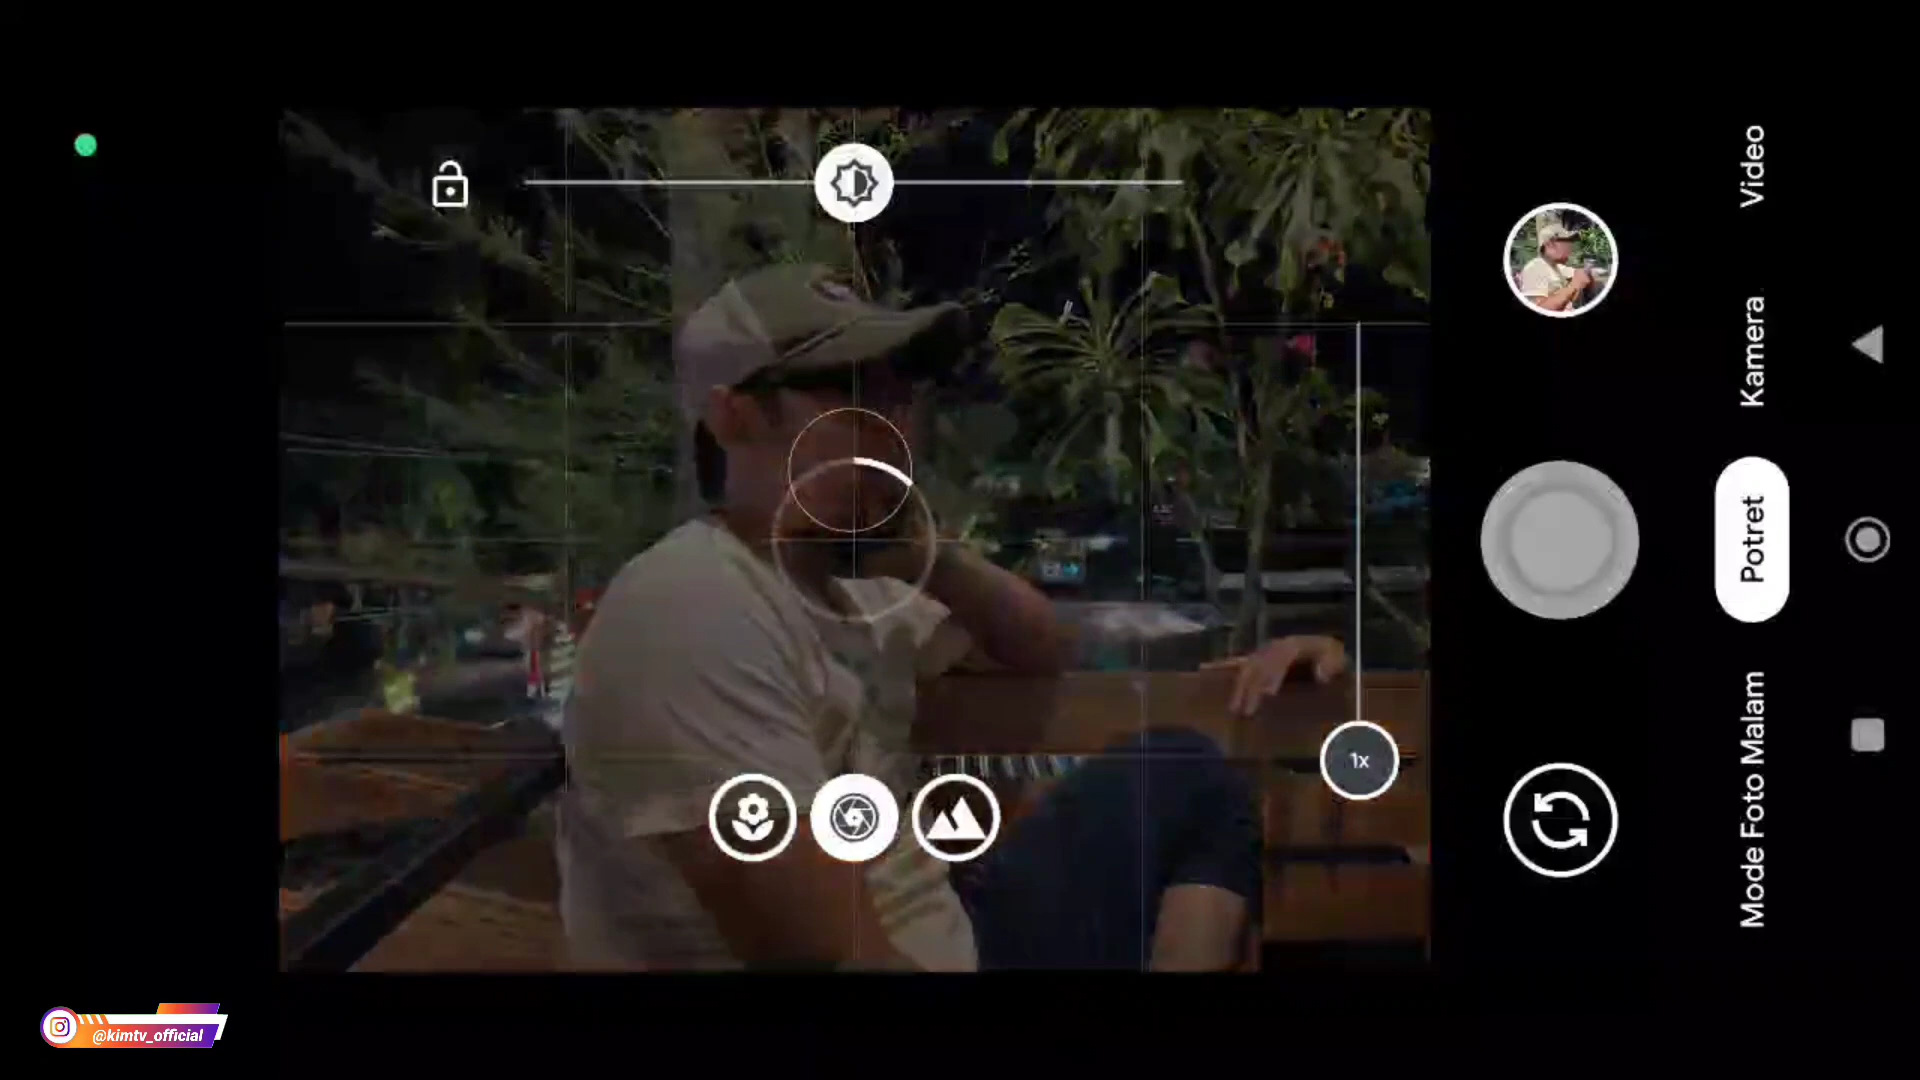 Video
Kamera
Potret
Mode Foto Malam
1x
@kimtv_official